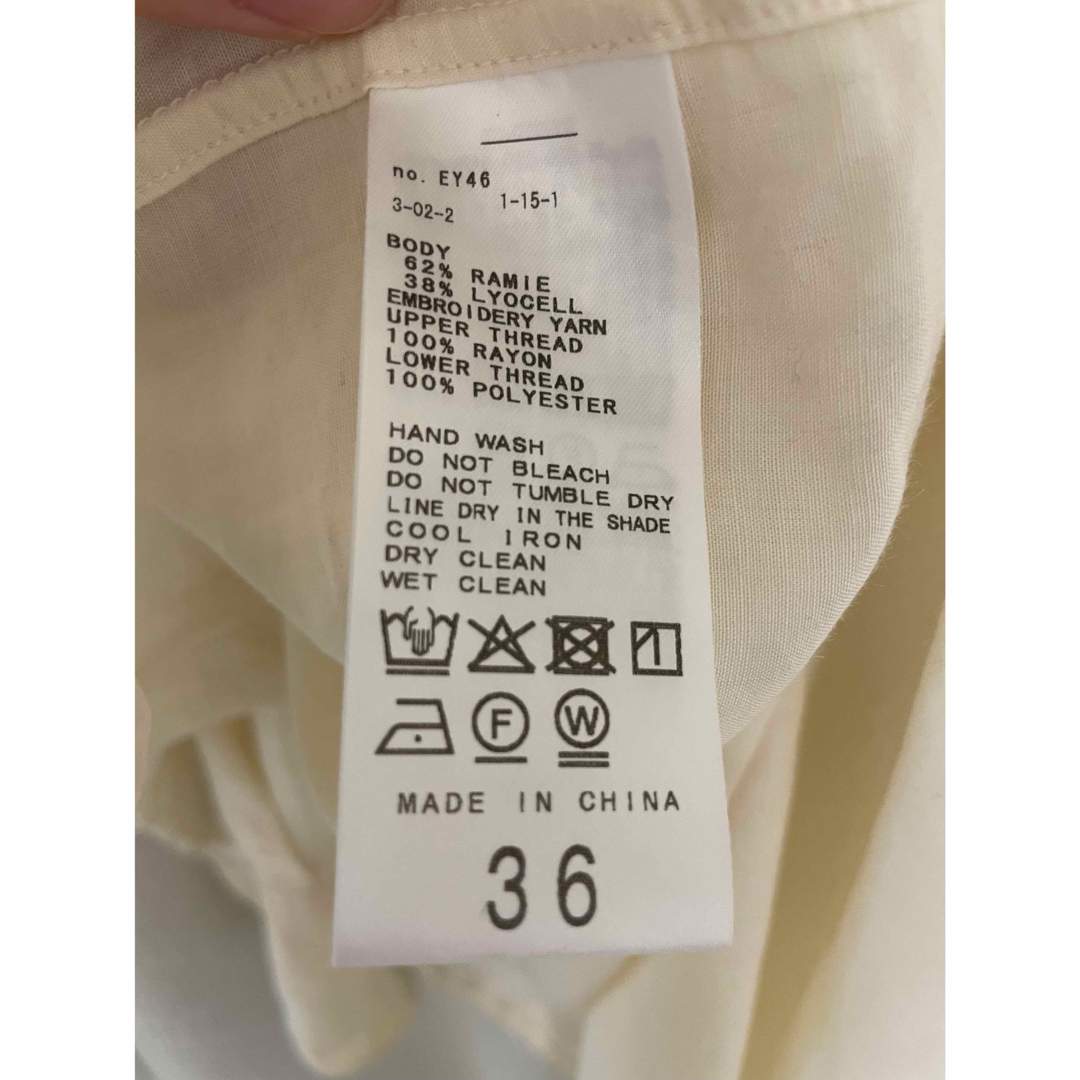 no. EY46
3-02-2 1-15-1
BODY
62% RAMIE
38% LYOCELL
EMBROIDERY YARN
UPPER THREAD
100% RAYON
LOWER THREAD
100% POLYESTER
HAND WASH
DO NOT BLEACH
DO NOT TUMBLE DRY
LINE DRY IN THE SHADE
COOL IRON
DRY CLEAN
WET CLEAN
F W
MADE IN CHINA
36